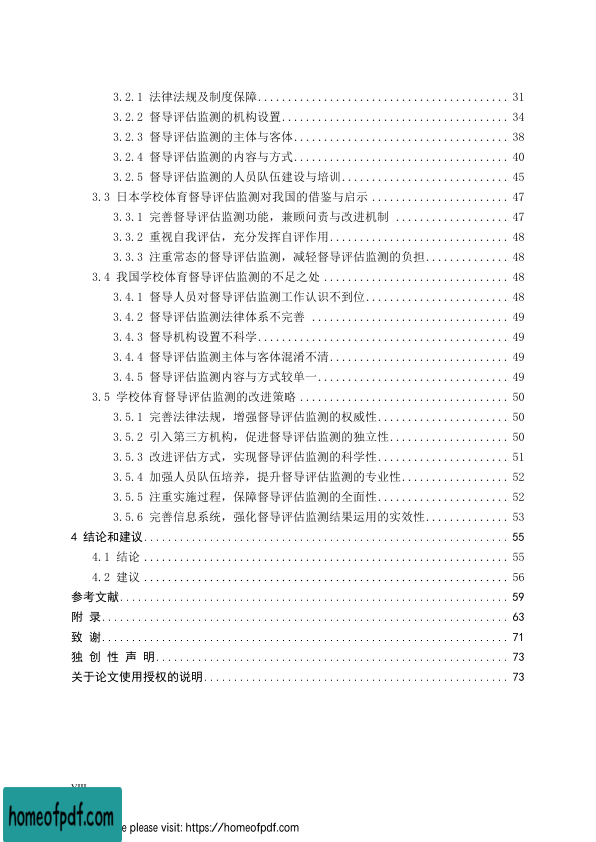 3.2.1 法律法规及制度保障.......................................... 31
3.2.2 督导评估监测的机构设置...................................... 34
3.2.3 督导评估监测的主体与客体.................................... 38
3.2.4 督导评估监测的内容与方式.................................... 40
3.2.5 督导评估监测的人员队伍建设与培训............................ 45
3.3 日本学校体育督导评估监测对我国的借鉴与启示 ....................... 47
3.3.1 完善督导评估监测功能，兼顾问责与改进机制 ................... 47
3.3.2 重视自我评估，充分发挥自评作用.............................. 48
3.3.3 注重常态的督导评估监测，减轻督导评估监测的负担.............. 48
3.4 我国学校体育督导评估监测的不足之处 ............................... 48
3.4.1 督导人员对督导评估监测工作认识不到位........................ 48
3.4.2 督导评估监测法律体系不完善 ................................. 49
3.4.3 督导机构设置不科学.......................................... 49
3.4.4 督导评估监测主体与客体混淆不清.............................. 49
3.4.5 督导评估监测内容与方式较单一................................ 49
3.5 学校体育督导评估监测的改进策略 ................................... 50
3.5.1 完善法律法规，增强督导评估监测的权威性...................... 50
3.5.2 引入第三方机构，促进督导评估监测的独立性.................... 50
3.5.3 改进评估方式，实现督导评估监测的科学性...................... 51
3.5.4 加强人员队伍培养，提升督导评估监测的专业性.................. 52
3.5.5 注重实施过程，保障督导评估监测的全面性...................... 52
3.5.6 完善信息系统，强化督导评估监测结果运用的实效性.............. 53
4 结论和建议............................................................. 55
4.1 结论 ............................................................. 55
4.2 建议 ............................................................. 56
参考文献................................................................. 59
附 录.................................................................... 63
致 谢.................................................................... 71
独 创 性 声 明........................................................... 73
关于论文使用授权的说明................................................... 73
homeofpdf.com
please visit: https://homeofpdf.com